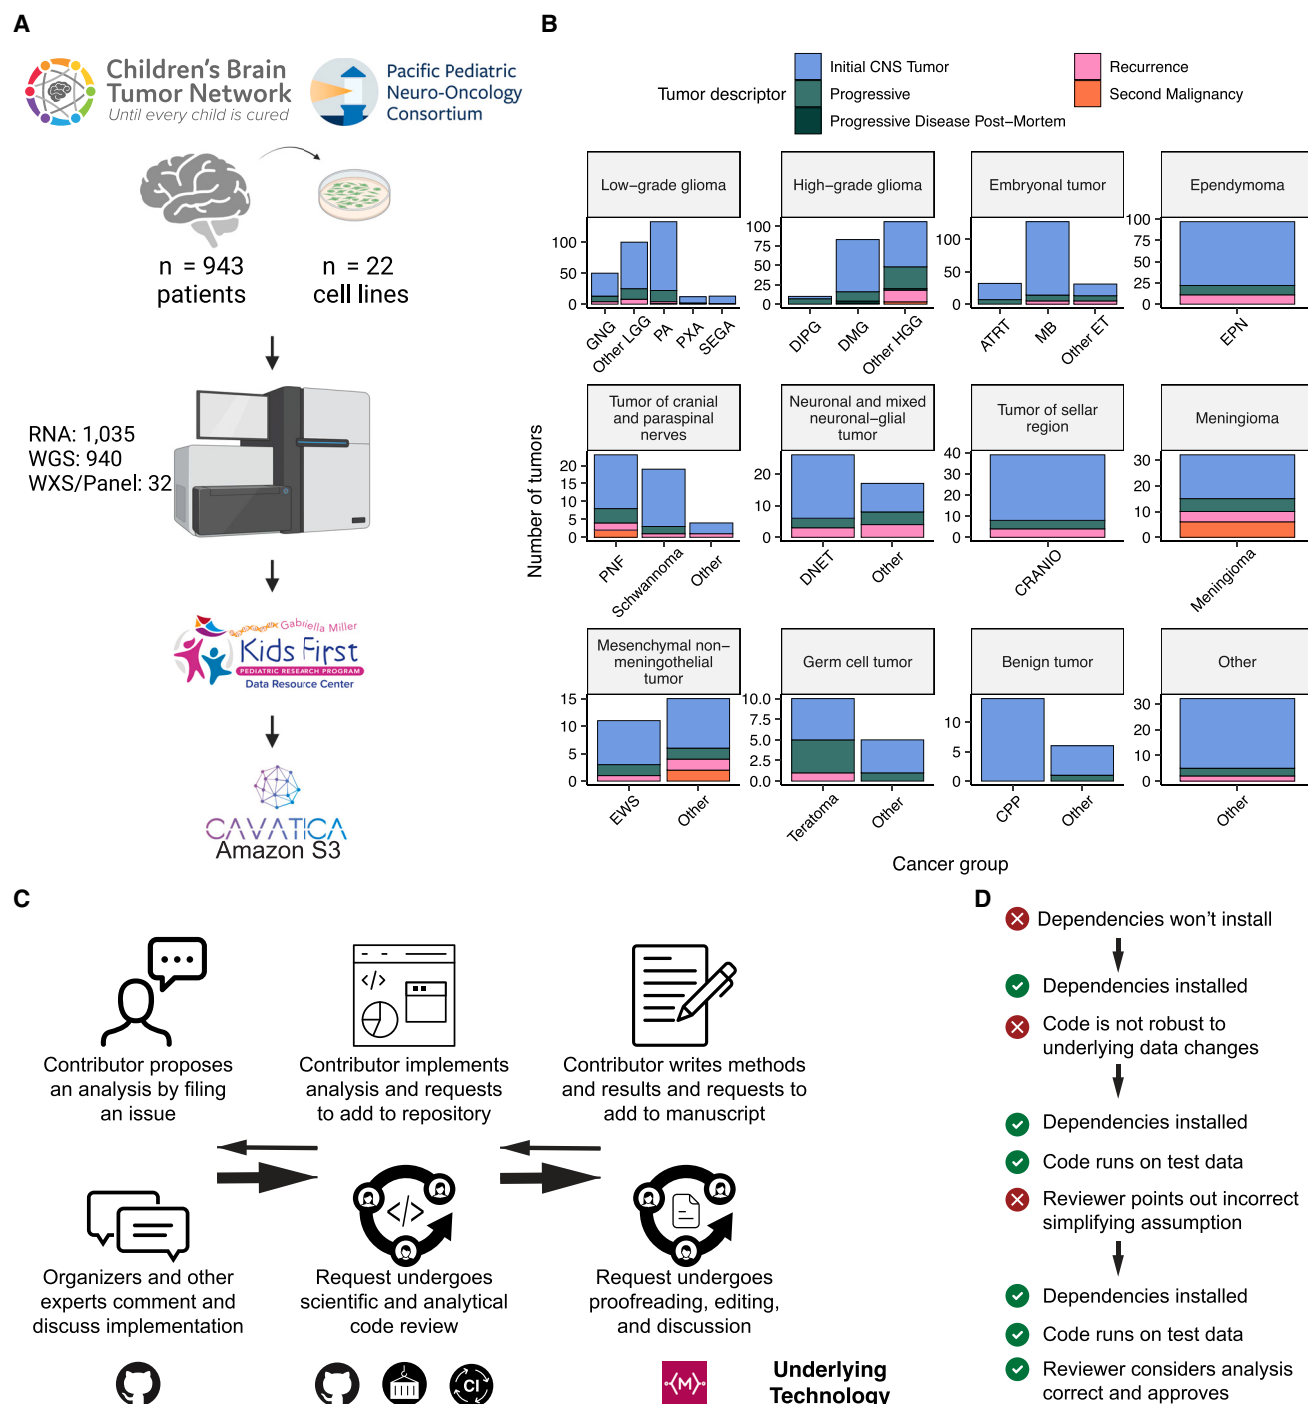 A
Children's Brain
Tumor Network
Until every child is cured
Pacific Pediatric
Neuro-Oncology
Consortium
n = 943
patients
n = 22
cell lines
RNA: 1,035
WGS: 940
WXS/Panel: 32
Gabriella Miller
Kids First
PEDIATRIC RESEARCH PROGRAM
Data Resource Center
CAVATICA
Amazon S3
B
Tumor descriptor
Initial CNS Tumor
Progressive
Progressive Disease Post−Mortem
Recurrence
Second Malignancy
Number of tumors
Low−grade glioma
100
50
0
GNG
Other LGG
PA
PXA
SEGA
High−grade glioma
100
75
50
25
0
DIPG
DMG
Other HGG
Embryonal tumor
100
50
0
ATRT
MB
Other ET
Ependymoma
100
75
50
25
0
EPN
Tumor of cranial
and paraspinal
nerves
20
15
10
5
0
PNF
Schwannoma
Other
Neuronal and mixed
neuronal−glial
tumor
20
10
0
DNET
Other
Tumor of sellar
region
40
30
20
10
0
CRANIO
Meningioma
30
20
10
0
Meningioma
Mesenchymal non−
meningothelial
tumor
15
10
5
0
EWS
Other
Germ cell tumor
10.0
7.5
5.0
2.5
0.0
Teratoma
Other
Benign tumor
10
5
0
CPP
Other
Other
30
20
10
0
Other
Cancer group
C
Contributor proposes
an analysis by filing
an issue
Contributor implements
analysis and requests
to add to repository
Contributor writes methods
and results and requests to
add to manuscript
Organizers and other
experts comment and
discuss implementation
Request undergoes
scientific and analytical
code review
Request undergoes
proofreading, editing,
and discussion
CI
M
Underlying
Technology
D
Dependencies won't install
Dependencies installed
Code is not robust to
underlying data changes
Dependencies installed
Code runs on test data
Reviewer points out incorrect
simplifying assumption
Dependencies installed
Code runs on test data
Reviewer considers analysis
correct and approves